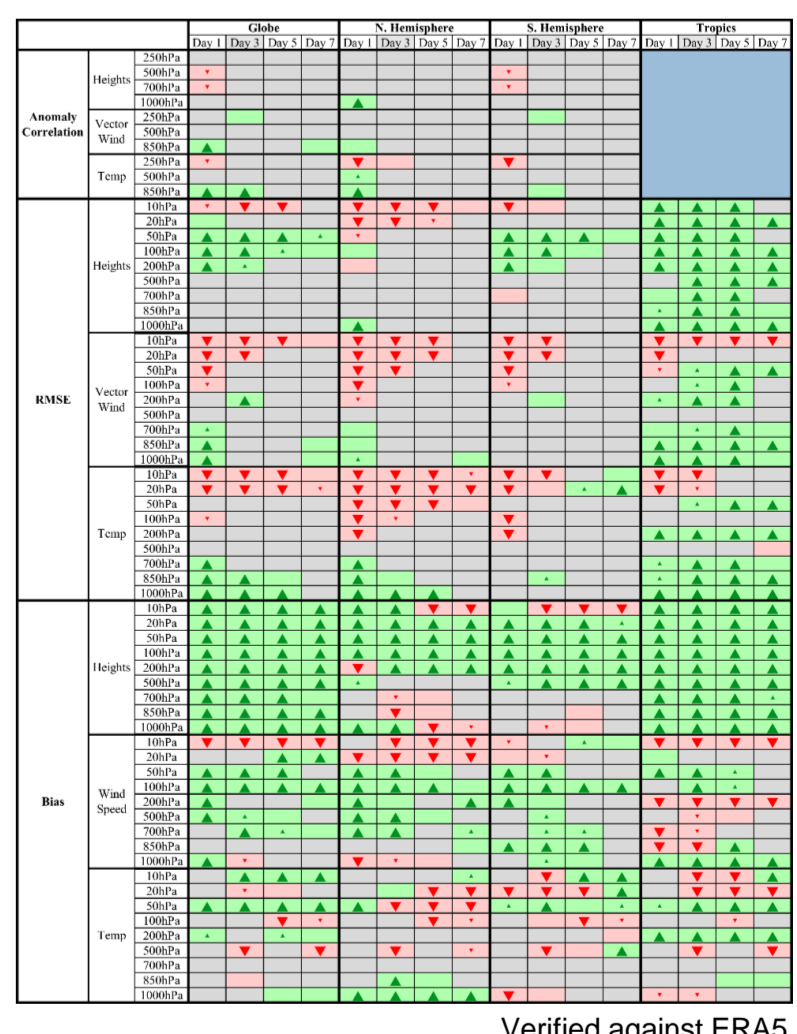 Globe N. Hemisphere S. Hemisphere Tropics
Day 1 Day 3 Day 5 Day 7 Day 1 Day 3 Day 5 Day 7 Day 1 Day 3 Day 5 Day 7 Day 1 Day 3 Day 5 Day 7
Anomaly Correlation
Heights
250hPa
500hPa
700hPa
1000hPa
Vector Wind
250hPa
500hPa
850hPa
Temp
250hPa
500hPa
850hPa
RMSE
Heights
10hPa
20hPa
50hPa
100hPa
200hPa
500hPa
700hPa
850hPa
1000hPa
Vector Wind
10hPa
20hPa
50hPa
100hPa
200hPa
500hPa
700hPa
850hPa
1000hPa
Temp
10hPa
20hPa
50hPa
100hPa
200hPa
500hPa
700hPa
850hPa
1000hPa
Bias
Heights
10hPa
20hPa
50hPa
100hPa
200hPa
500hPa
700hPa
850hPa
1000hPa
Wind Speed
10hPa
20hPa
50hPa
100hPa
200hPa
500hPa
700hPa
850hPa
1000hPa
Temp
10hPa
20hPa
50hPa
100hPa
200hPa
500hPa
700hPa
850hPa
1000hPa
Verified against ERA5